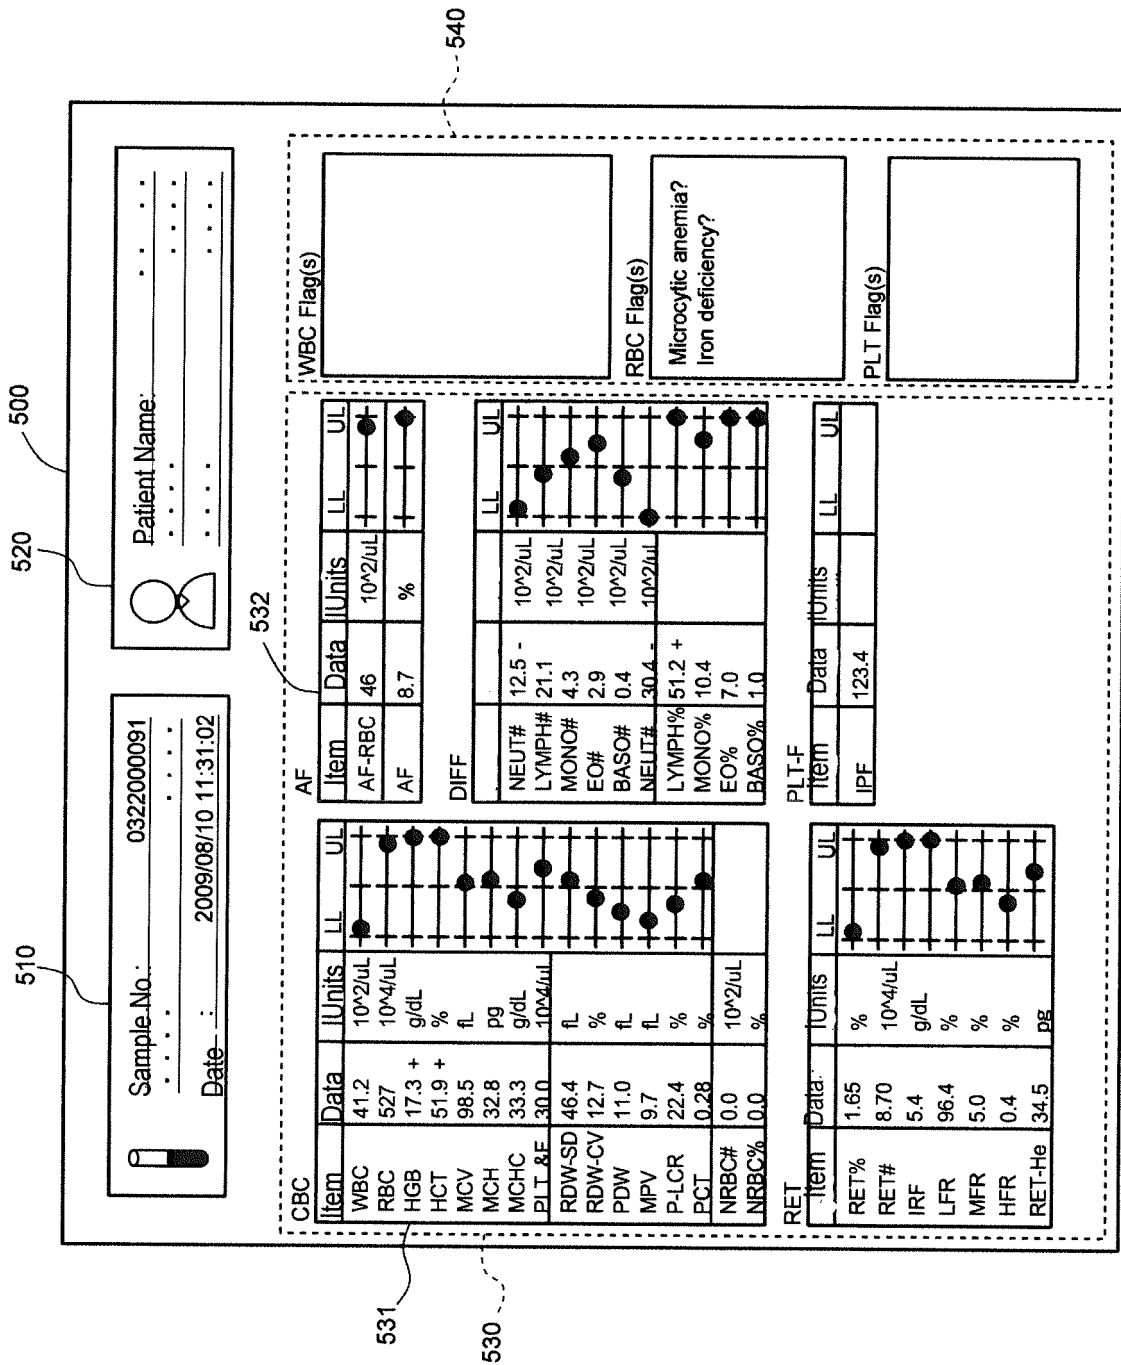 500
510
520
Sample No.: 0322000091
Date : 2009/08/10 11:31:02
Patient Name:
530
531
CBC
Item Data IUnits LL UL
WBC 41.2 10^2/uL
RBC 527 10^4/uL
HGB 17.3 + g/dL
HCT 51.9 + %
MCV 98.5 fL
MCH 32.8 pg
MCHC 33.3 g/dL
PLT &F 30.0 10^4/uL
RDW-SD 46.4 fL
RDW-CV 12.7 %
PDW 11.0 fL
MPV 9.7 fL
P-LCR 22.4 %
PCT 0.28 %
NRBC# 0.0 10^2/uL
NRBC% 0.0 %
RET
Item Data IUnits LL UL
RET% 1.65 %
RET# 8.70 10^4/uL
IRF 5.4 g/dL
LFR 96.4 %
MFR 5.0 %
HFR 0.4 %
RET-He 34.5 pg
532
AF
Item Data IUnits LL UL
AF-RBC 46 10^2/uL
AF 8.7 %
DIFF
NEUT# 12.5 - 10^2/uL
LYMPH# 21.1 10^2/uL
MONO# 4.3 10^2/uL
EO# 2.9 10^2/uL
BASO# 0.4 10^2/uL
NEUT# 30.4 - 10^2/uL
LYMPH% 51.2 +
MONO% 10.4
EO% 7.0
BASO% 1.0
PLT-F
Item Data IUnits LL UL
IPF 123.4
540
WBC Flag(s)
RBC Flag(s)
Microcytic anemia?
Iron deficiency?
PLT Flag(s)